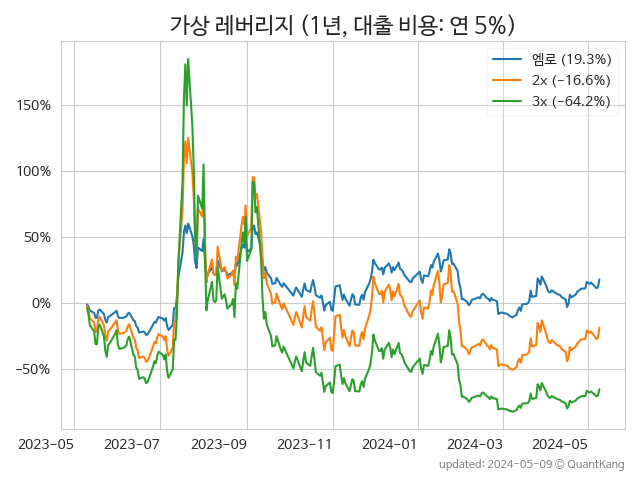 가상 레버리지 (1년, 대출 비용: 연 5%)
엠로 (19.3%)
2x (−16.6%)
3x (−64.2%)
150%
100%
50%
0%
−50%
2023-05 2023-07 2023-09 2023-11 2024-01 2024-03 2024-05
updated: 2024-05-09 © QuantKang